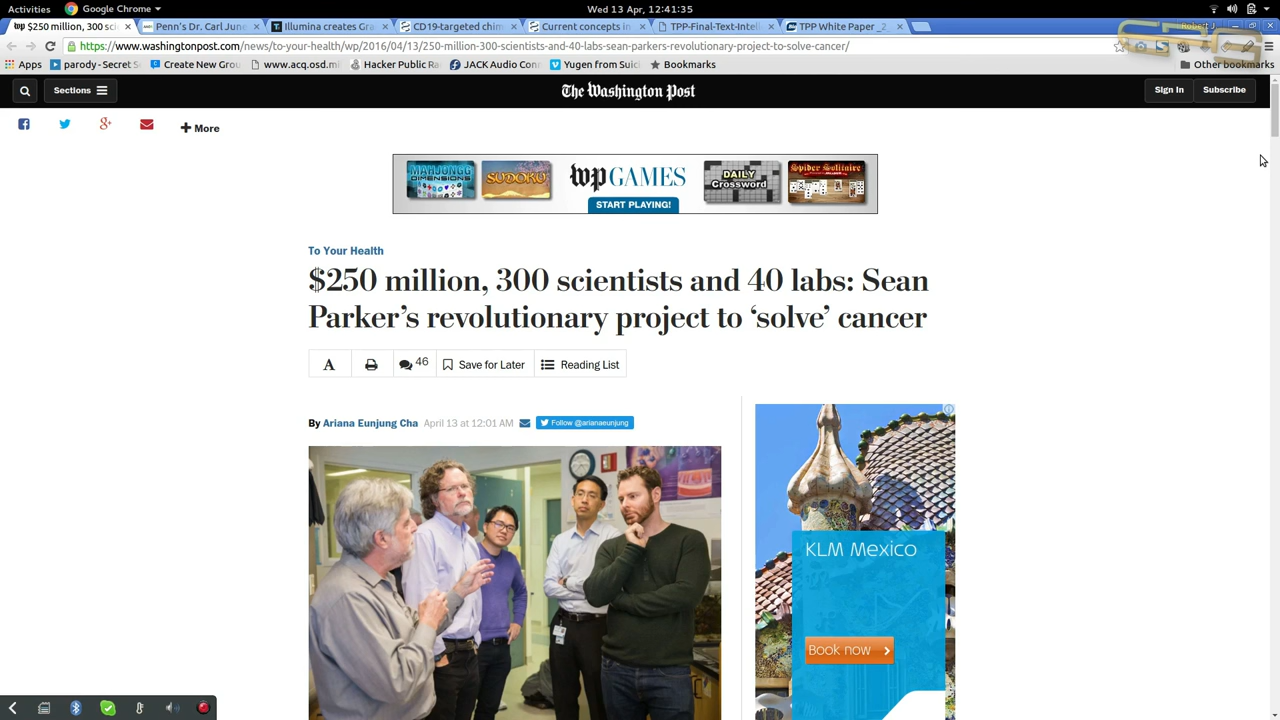 Activities Google Chrome Wed 13 Apr, 12:41:35
wp $250 million, 300 sci × Penn's Dr. Carl June × Illumina creates Gra × CD19-targeted chim × Current concepts in × TPP-Final-Text-Intell × TPP White Paper _2_ × Robert J
https://www.washingtonpost.com/news/to-your-health/wp/2016/04/13/250-million-300-scientists-and-40-labs-sean-parkers-revolutionary-project-to-solve-cancer/
Apps parody - Secret S Create New Grou www.acq.osd.mi Hacker Public Ra JACK Audio Conn Yugen from Suic Bookmarks Other bookmarks
Sections The Washington Post Sign In Subscribe
More
MAHJONGG DIMENSIONS SUDOKU wp GAMES DAILY Crossword Spider Solitaire
START PLAYING!
To Your Health
$250 million, 300 scientists and 40 labs: Sean
Parker's revolutionary project to 'solve' cancer
A 46 Save for Later Reading List
By Ariana Eunjung Cha April 13 at 12:01 AM Follow @arianaeunjung
KLM Mexico
Book now